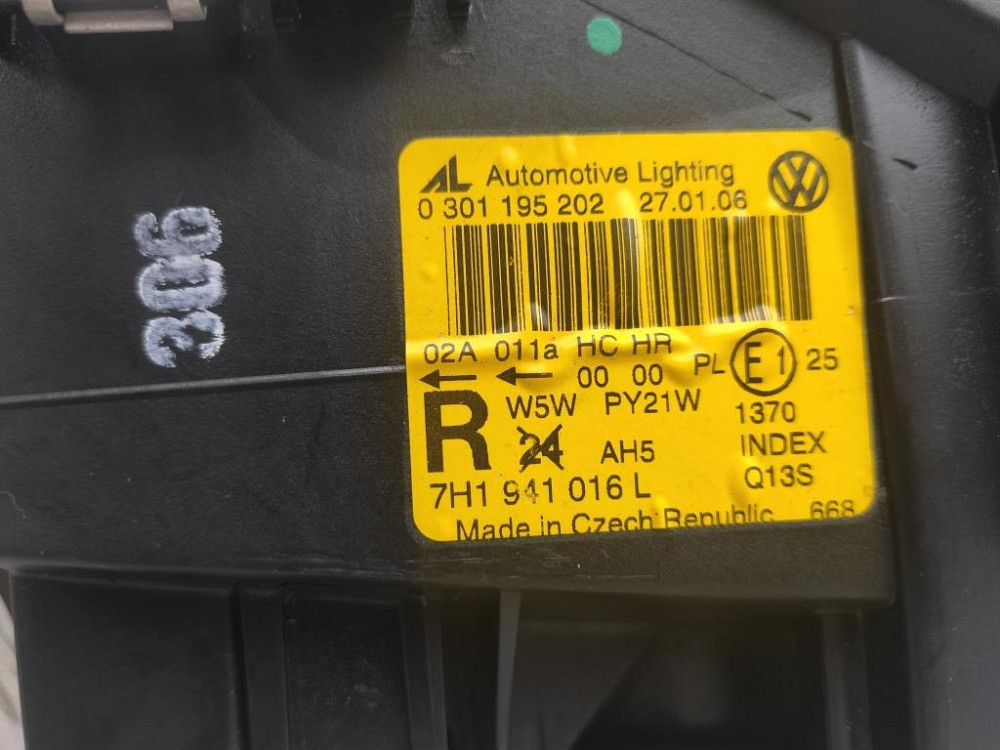 306
AL Automotive Lighting
0 301 195 202 27.01.06
02A 011a HC HR PL E1 25
← ← 00 00
R W5W PY21W 1370
24 AH5 INDEX
7H1 941 016 L Q13S
Made in Czech Republic 668